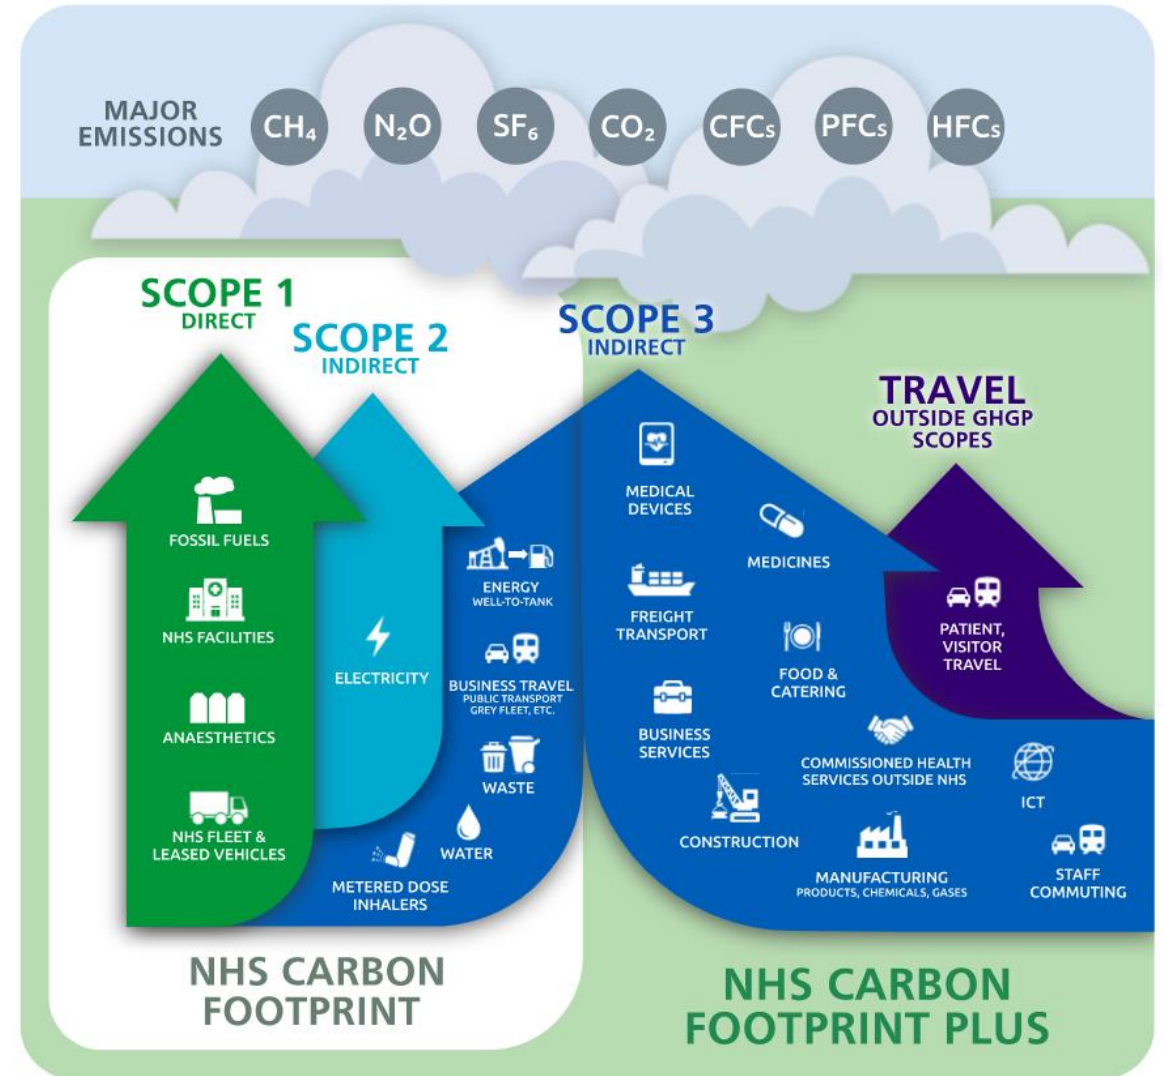 MAJOR
EMISSIONS
CH₄
N₂O
SF₆
CO₂
CFCs
PFCs
HFCs
SCOPE 1
DIRECT
FOSSIL FUELS
NHS FACILITIES
ANAESTHETICS
NHS FLEET &
LEASED VEHICLES
SCOPE 2
INDIRECT
ELECTRICITY
SCOPE 3
INDIRECT
ENERGY
WELL-TO-TANK
BUSINESS TRAVEL
PUBLIC TRANSPORT
GREY FLEET, ETC.
WASTE
WATER
METERED DOSE
INHALERS
MEDICAL
DEVICES
MEDICINES
FREIGHT
TRANSPORT
FOOD &
CATERING
BUSINESS
SERVICES
COMMISSIONED HEALTH
SERVICES OUTSIDE NHS
ICT
CONSTRUCTION
MANUFACTURING
PRODUCTS, CHEMICALS, GASES
STAFF
COMMUTING
TRAVEL
OUTSIDE GHGP
SCOPES
PATIENT,
VISITOR
TRAVEL
NHS CARBON
FOOTPRINT
NHS CARBON
FOOTPRINT PLUS